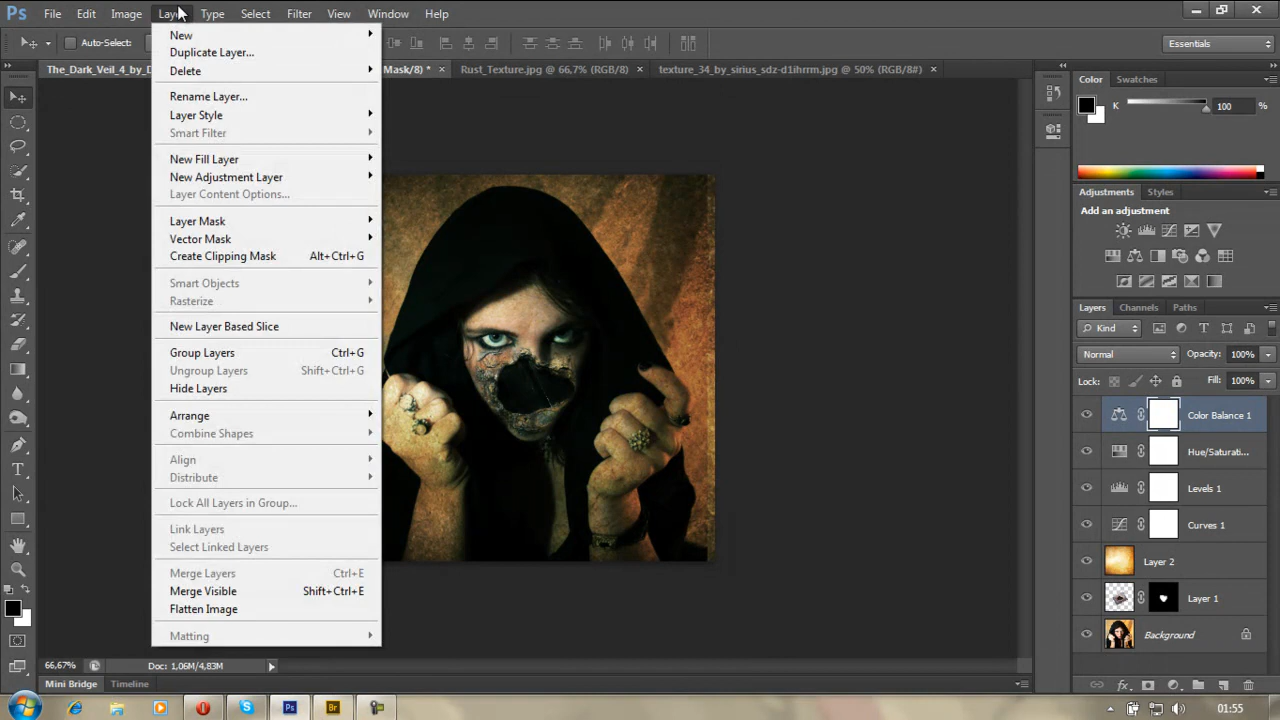 Ps File Edit Image Layer Type Select Filter View Window Help
Auto-Select: Essentials
The_Dark_Veil_4_by_D Mask/8) * × Rust_Texture.jpg @ 66,7% (RGB/8) × texture_34_by_sirius_sdz-d1ihrrm.jpg @ 50% (RGB/8#) ×
New
Duplicate Layer...
Delete
Rename Layer...
Layer Style
Smart Filter
New Fill Layer
New Adjustment Layer
Layer Content Options...
Layer Mask
Vector Mask
Create Clipping Mask Alt+Ctrl+G
Smart Objects
Rasterize
New Layer Based Slice
Group Layers Ctrl+G
Ungroup Layers Shift+Ctrl+G
Hide Layers
Arrange
Combine Shapes
Align
Distribute
Lock All Layers in Group...
Link Layers
Select Linked Layers
Merge Layers Ctrl+E
Merge Visible Shift+Ctrl+E
Flatten Image
Matting
Color Swatches
K 100 %
Adjustments Styles
Add an adjustment
Layers Channels Paths
Kind
Normal Opacity: 100%
Lock: Fill: 100%
Color Balance 1
Hue/Saturati...
Levels 1
Curves 1
Layer 2
Layer 1
Background
66,67% Doc: 1,06M/4,83M
Mini Bridge Timeline
Ps Br 01:55